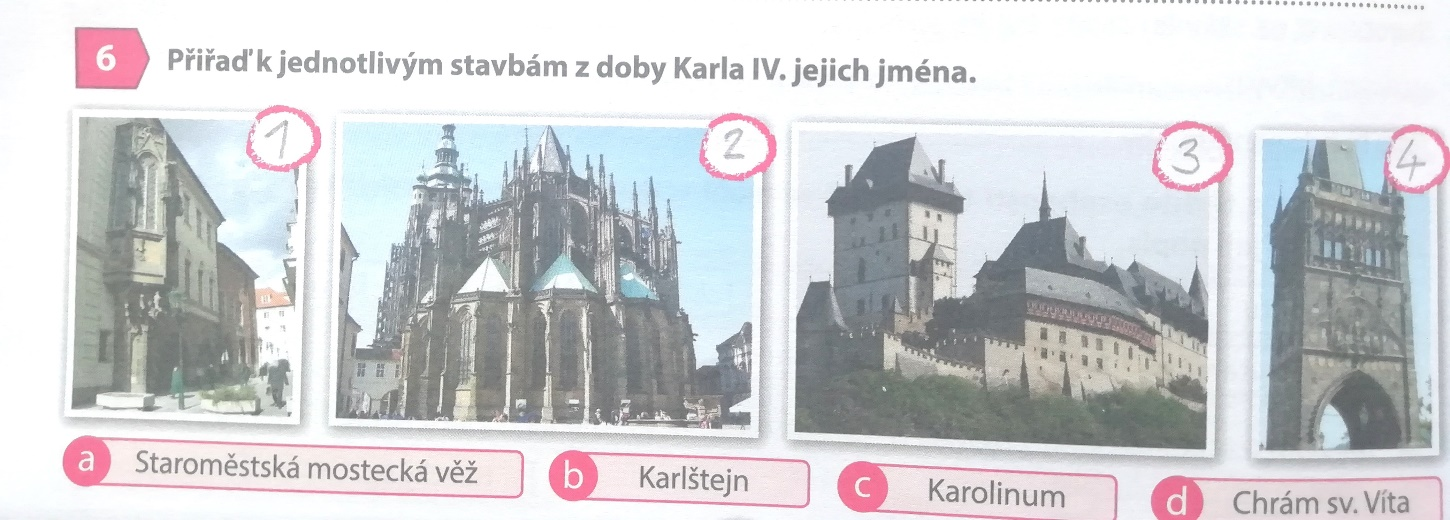 6 Přiřaď k jednotlivým stavbám z doby Karla IV. jejich jména.
1 2 3 4
a Staroměstská mostecká věž b Karlštejn c Karolinum d Chrám sv. Víta